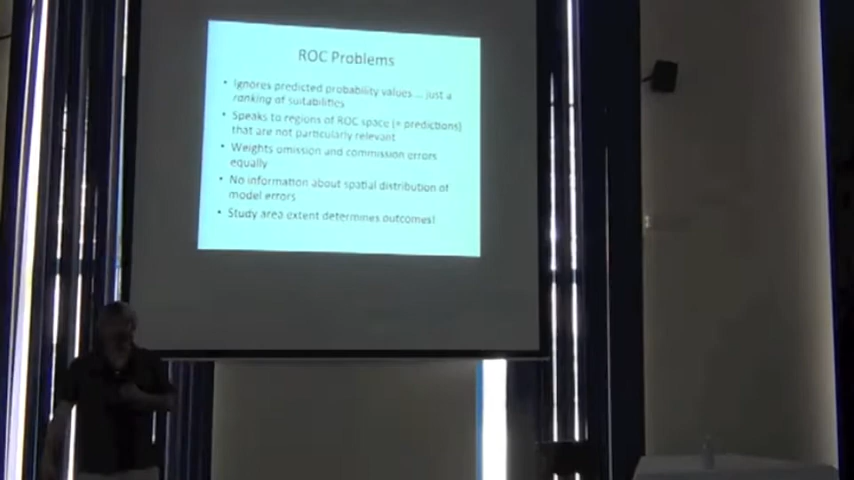 ROC Problems
• Ignores predicted probability values... just a
ranking of suitabilities
• Speaks to regions of ROC space (+ predictions)
that are not particularly relevant
• Weights omission and commission errors
equally
• No information about spatial distribution of
model errors
• Study area extent determines outcomes!